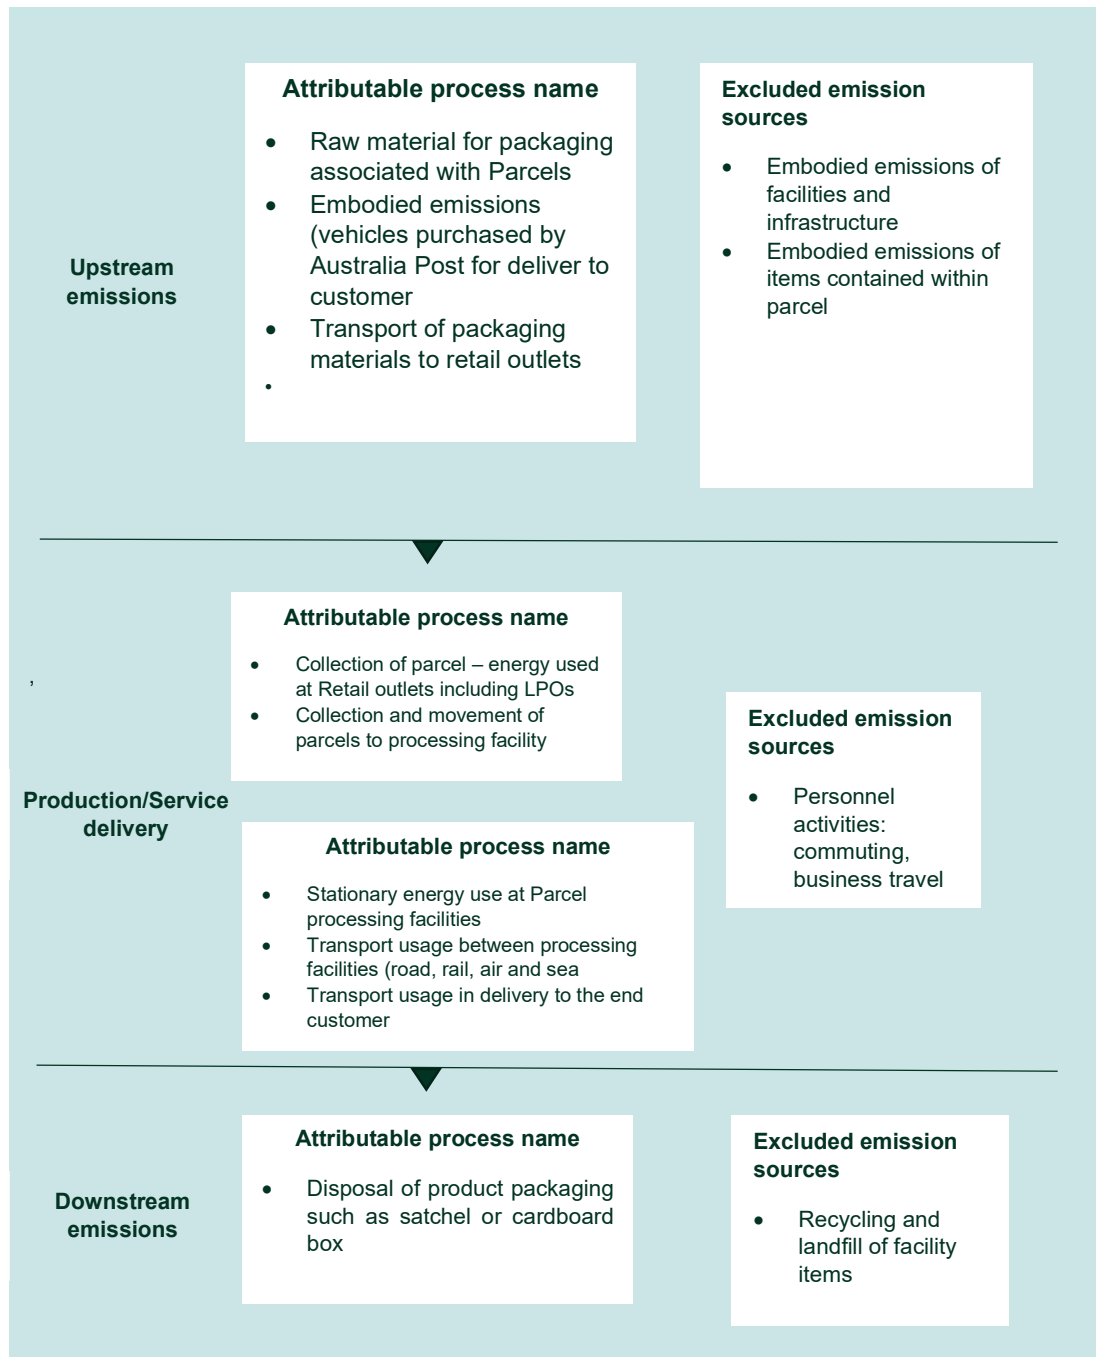 Attributable process name
• Raw material for packaging
associated with Parcels
• Embodied emissions
(vehicles purchased by
Australia Post for deliver to
customer
• Transport of packaging
materials to retail outlets
•
Excluded emission
sources
• Embodied emissions of
facilities and
infrastructure
• Embodied emissions of
items contained within
parcel
Upstream
emissions
Attributable process name
• Collection of parcel – energy used
at Retail outlets including LPOs
• Collection and movement of
parcels to processing facility
,
Excluded emission
sources
• Personnel
activities:
commuting,
business travel
Production/Service
delivery
Attributable process name
• Stationary energy use at Parcel
processing facilities
• Transport usage between processing
facilities (road, rail, air and sea
• Transport usage in delivery to the end
customer
Attributable process name
• Disposal of product packaging
such as satchel or cardboard
box
Excluded emission
sources
• Recycling and
landfill of facility
items
Downstream
emissions